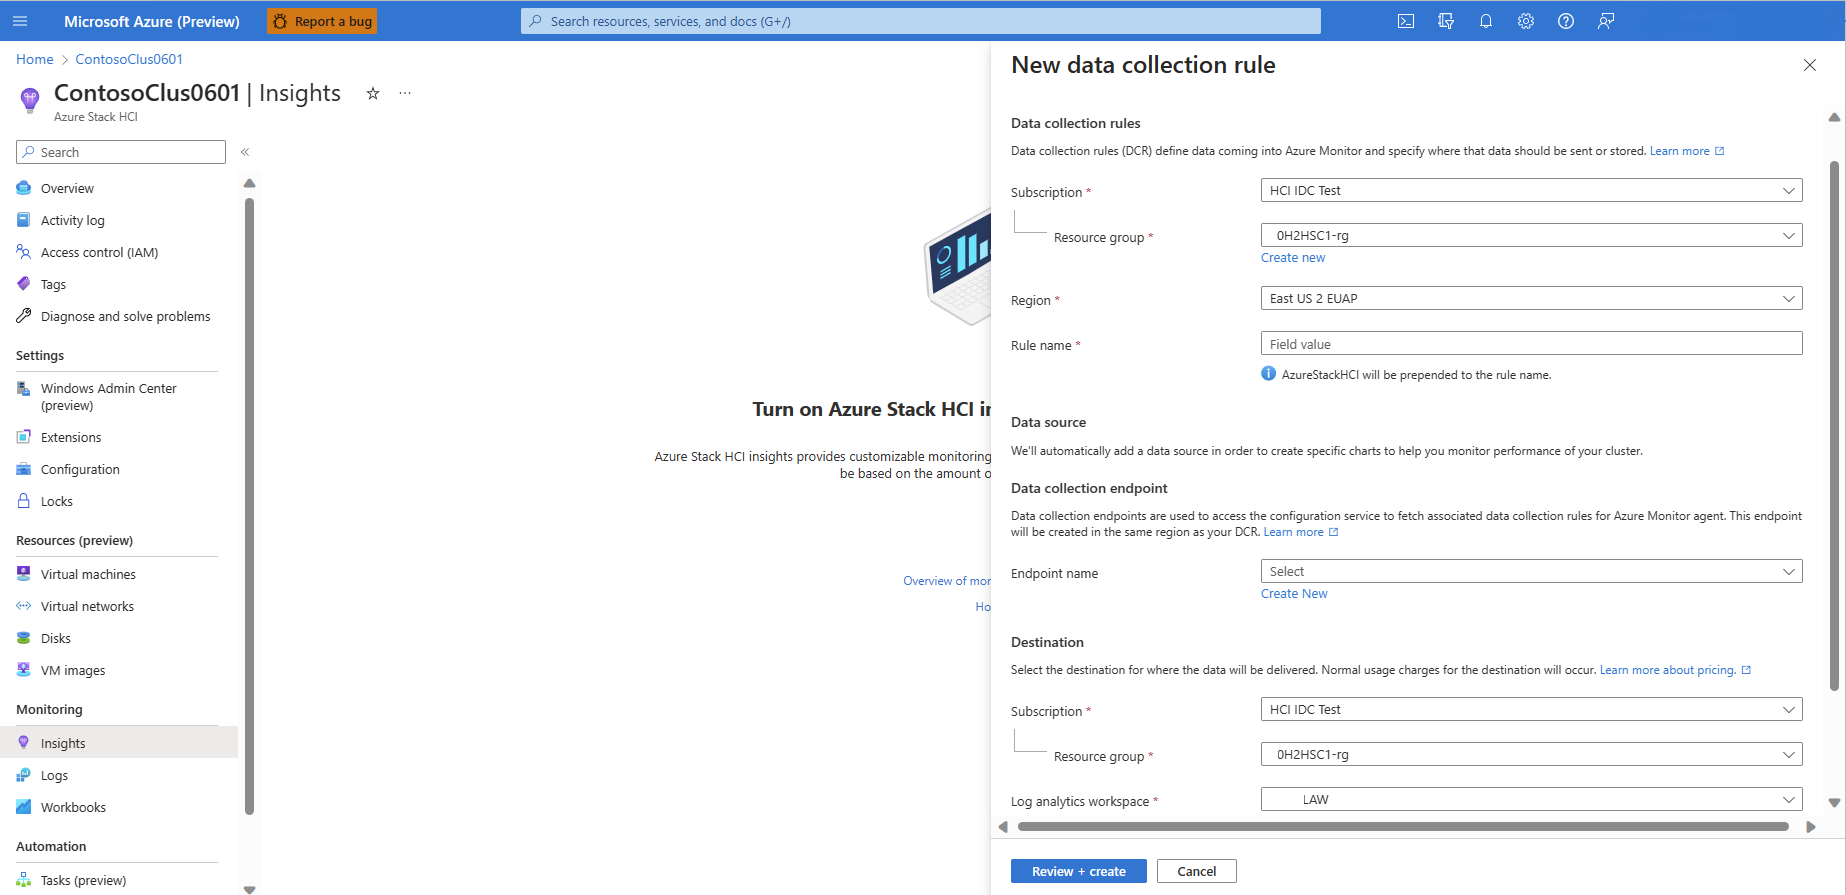 Microsoft Azure (Preview)
Report a bug
Search resources, services, and docs (G+/)
Home > ContosoClus0601
ContosoClus0601 | Insights
Azure Stack HCI
Search
Overview
Activity log
Access control (IAM)
Tags
Diagnose and solve problems
Settings
Windows Admin Center
(preview)
Extensions
Configuration
Locks
Resources (preview)
Virtual machines
Virtual networks
Disks
VM images
Monitoring
Insights
Logs
Workbooks
Automation
Tasks (preview)
Turn on Azure Stack HCI in
Azure Stack HCI insights provides customizable monitoring
be based on the amount o
Overview of mor
Ho
New data collection rule
Data collection rules
Data collection rules (DCR) define data coming into Azure Monitor and specify where that data should be sent or stored. Learn more
Subscription *
HCI IDC Test
Resource group *
0H2HSC1-rg
Create new
Region *
East US 2 EUAP
Rule name *
Field value
AzureStackHCI will be prepended to the rule name.
Data source
We'll automatically add a data source in order to create specific charts to help you monitor performance of your cluster.
Data collection endpoint
Data collection endpoints are used to access the configuration service to fetch associated data collection rules for Azure Monitor agent. This endpoint
will be created in the same region as your DCR. Learn more
Endpoint name
Select
Create New
Destination
Select the destination for where the data will be delivered. Normal usage charges for the destination will occur. Learn more about pricing.
Subscription *
HCI IDC Test
Resource group *
0H2HSC1-rg
Log analytics workspace *
LAW
Review + create
Cancel